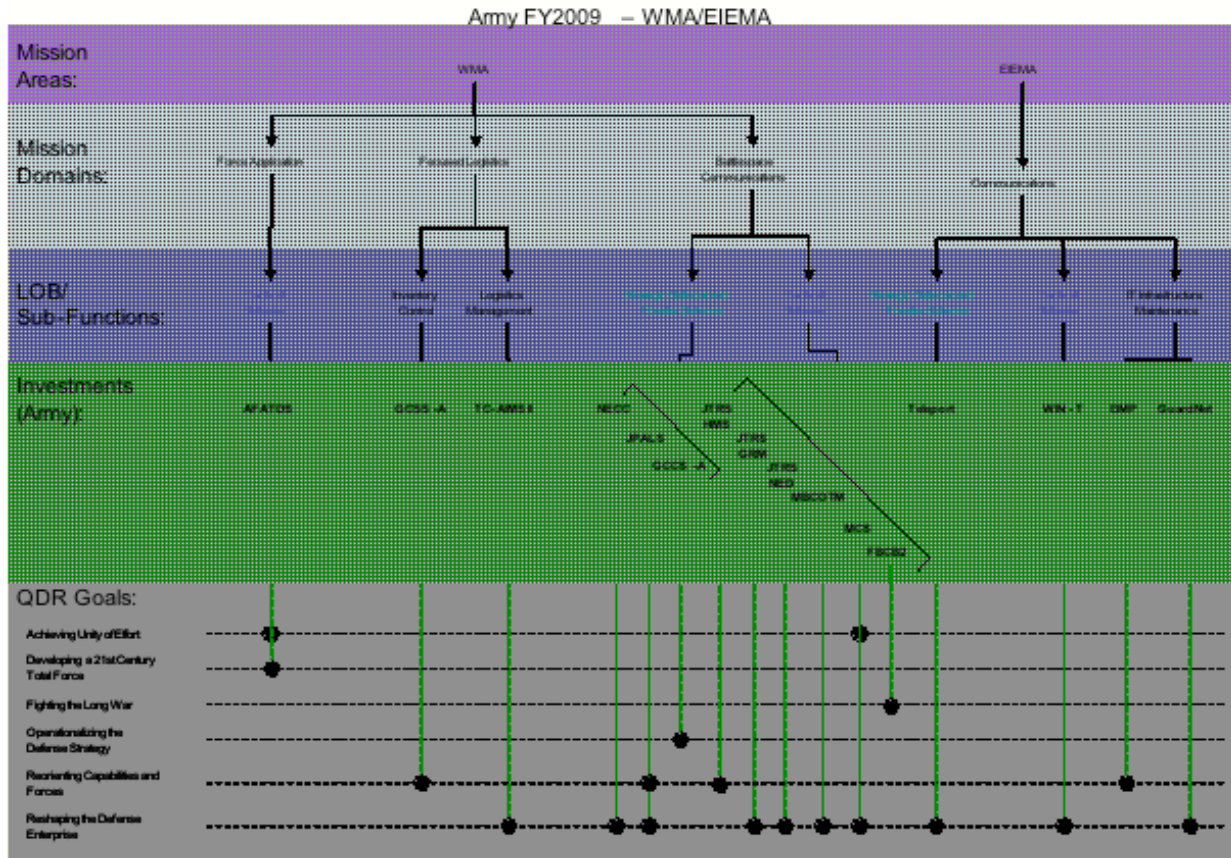 Army FY2009 – WMA/EIEMA
Mission
Areas:
WMA
EIEMA
Mission
Domains:
Force Application
Focused Logistics
Battlespace
Communications
Communications
LOB/
Sub-Functions:
Inventory
Control
Logistics
Management
IT Infrastructure
Maintenance
Investments
(Army):
AFATDS
GCSS -A
TC-AIMS II
NECC
JPALS
GCCS -A
JTRS
HMS
JTRS
GRM
JTRS
NED
MBCOTM
MCS
FBCB2
Teleport
WIN - T
DMP
GuardNet
QDR Goals:
Achieving Unity of Effort
Developing a 21st Century
Total Force
Fighting the Long War
Operationalizing the
Defense Strategy
Reorienting Capabilities and
Forces
Reshaping the Defense
Enterprise